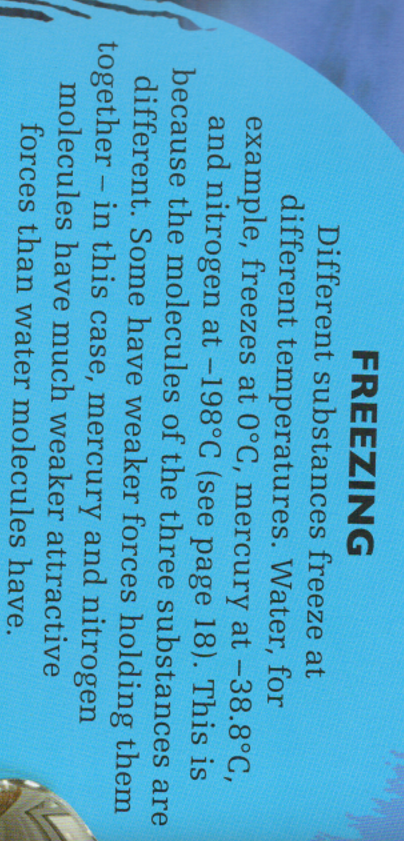 FREEZING
Different substances freeze at
different temperatures. Water, for
example, freezes at 0°C, mercury at –38.8°C,
and nitrogen at –198°C (see page 18). This is
because the molecules of the three substances are
different. Some have weaker forces holding them
together – in this case, mercury and nitrogen
molecules have much weaker attractive
forces than water molecules have.